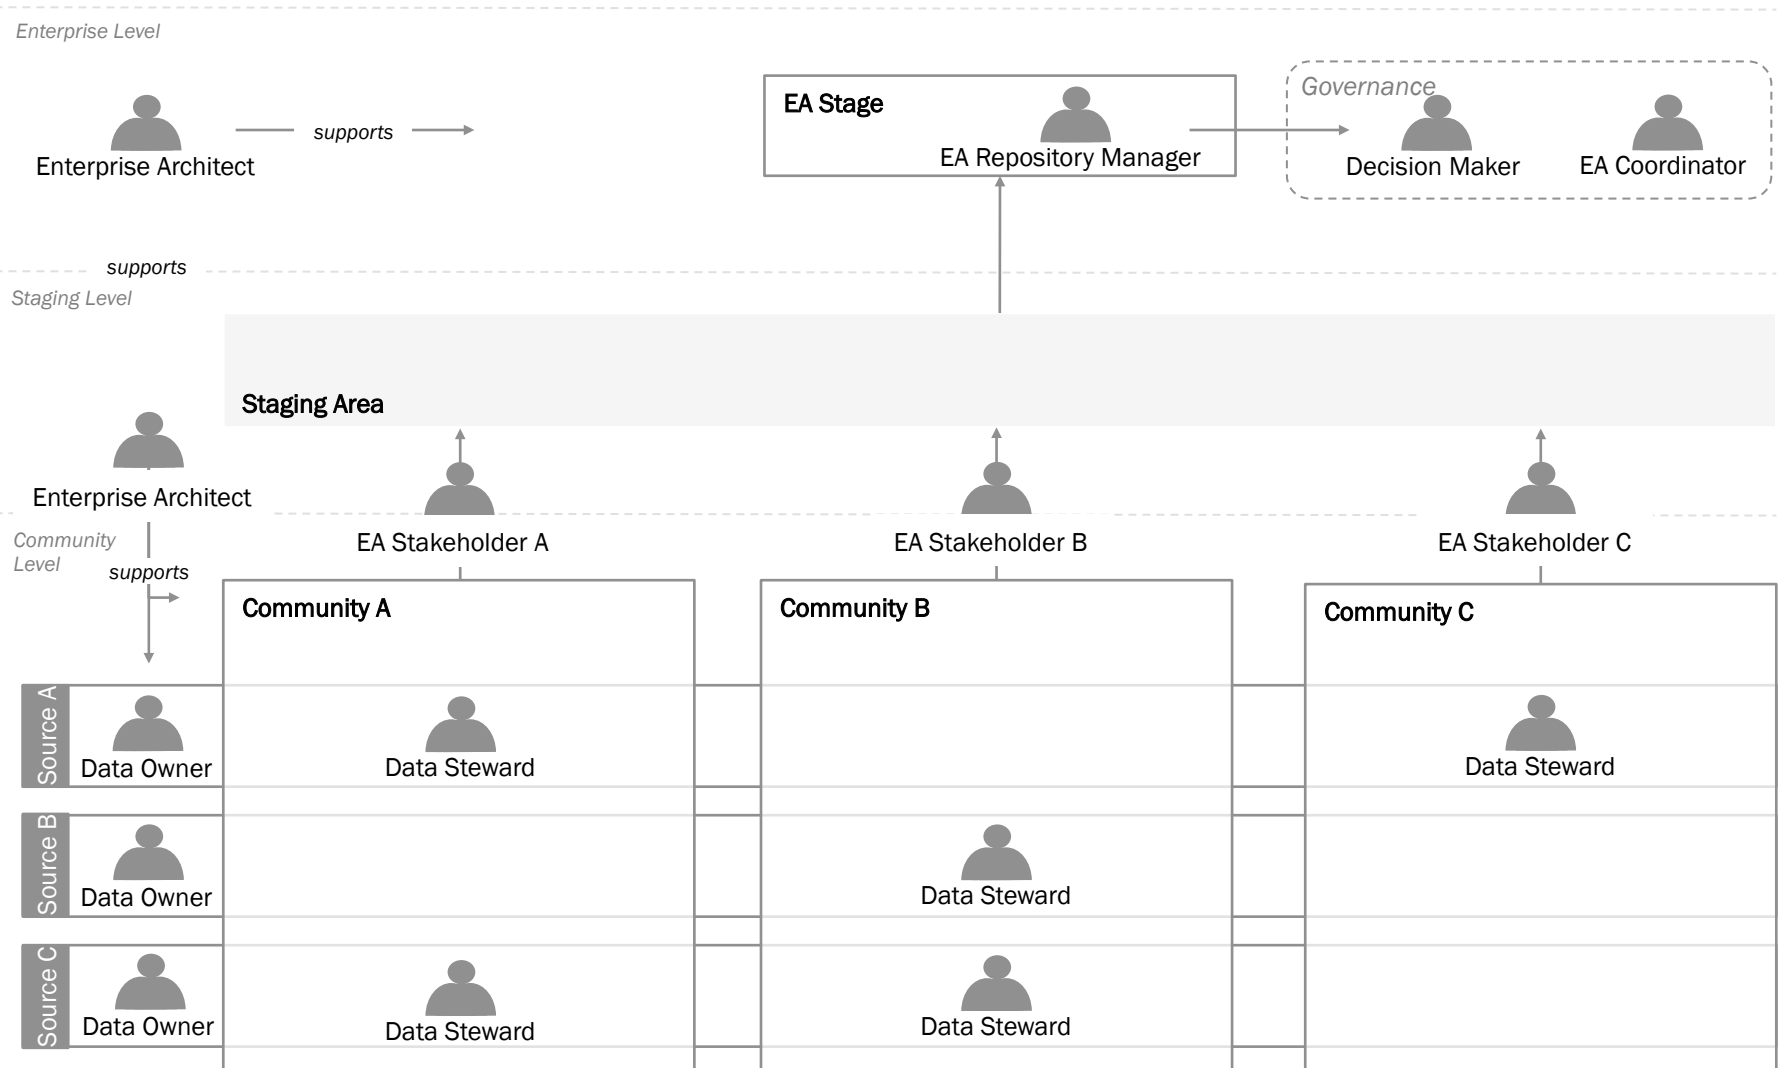 Enterprise Level
EA Stage
Governance
supports
Enterprise Architect
EA Repository Manager
Decision Maker
EA Coordinator
supports
Staging Level
Staging Area
Enterprise Architect
Community
Level
EA Stakeholder A
EA Stakeholder B
EA Stakeholder C
supports
Community A
Community B
Community C
Source A
Data Owner
Data Steward
Data Steward
Source B
Data Owner
Data Steward
Source C
Data Owner
Data Steward
Data Steward